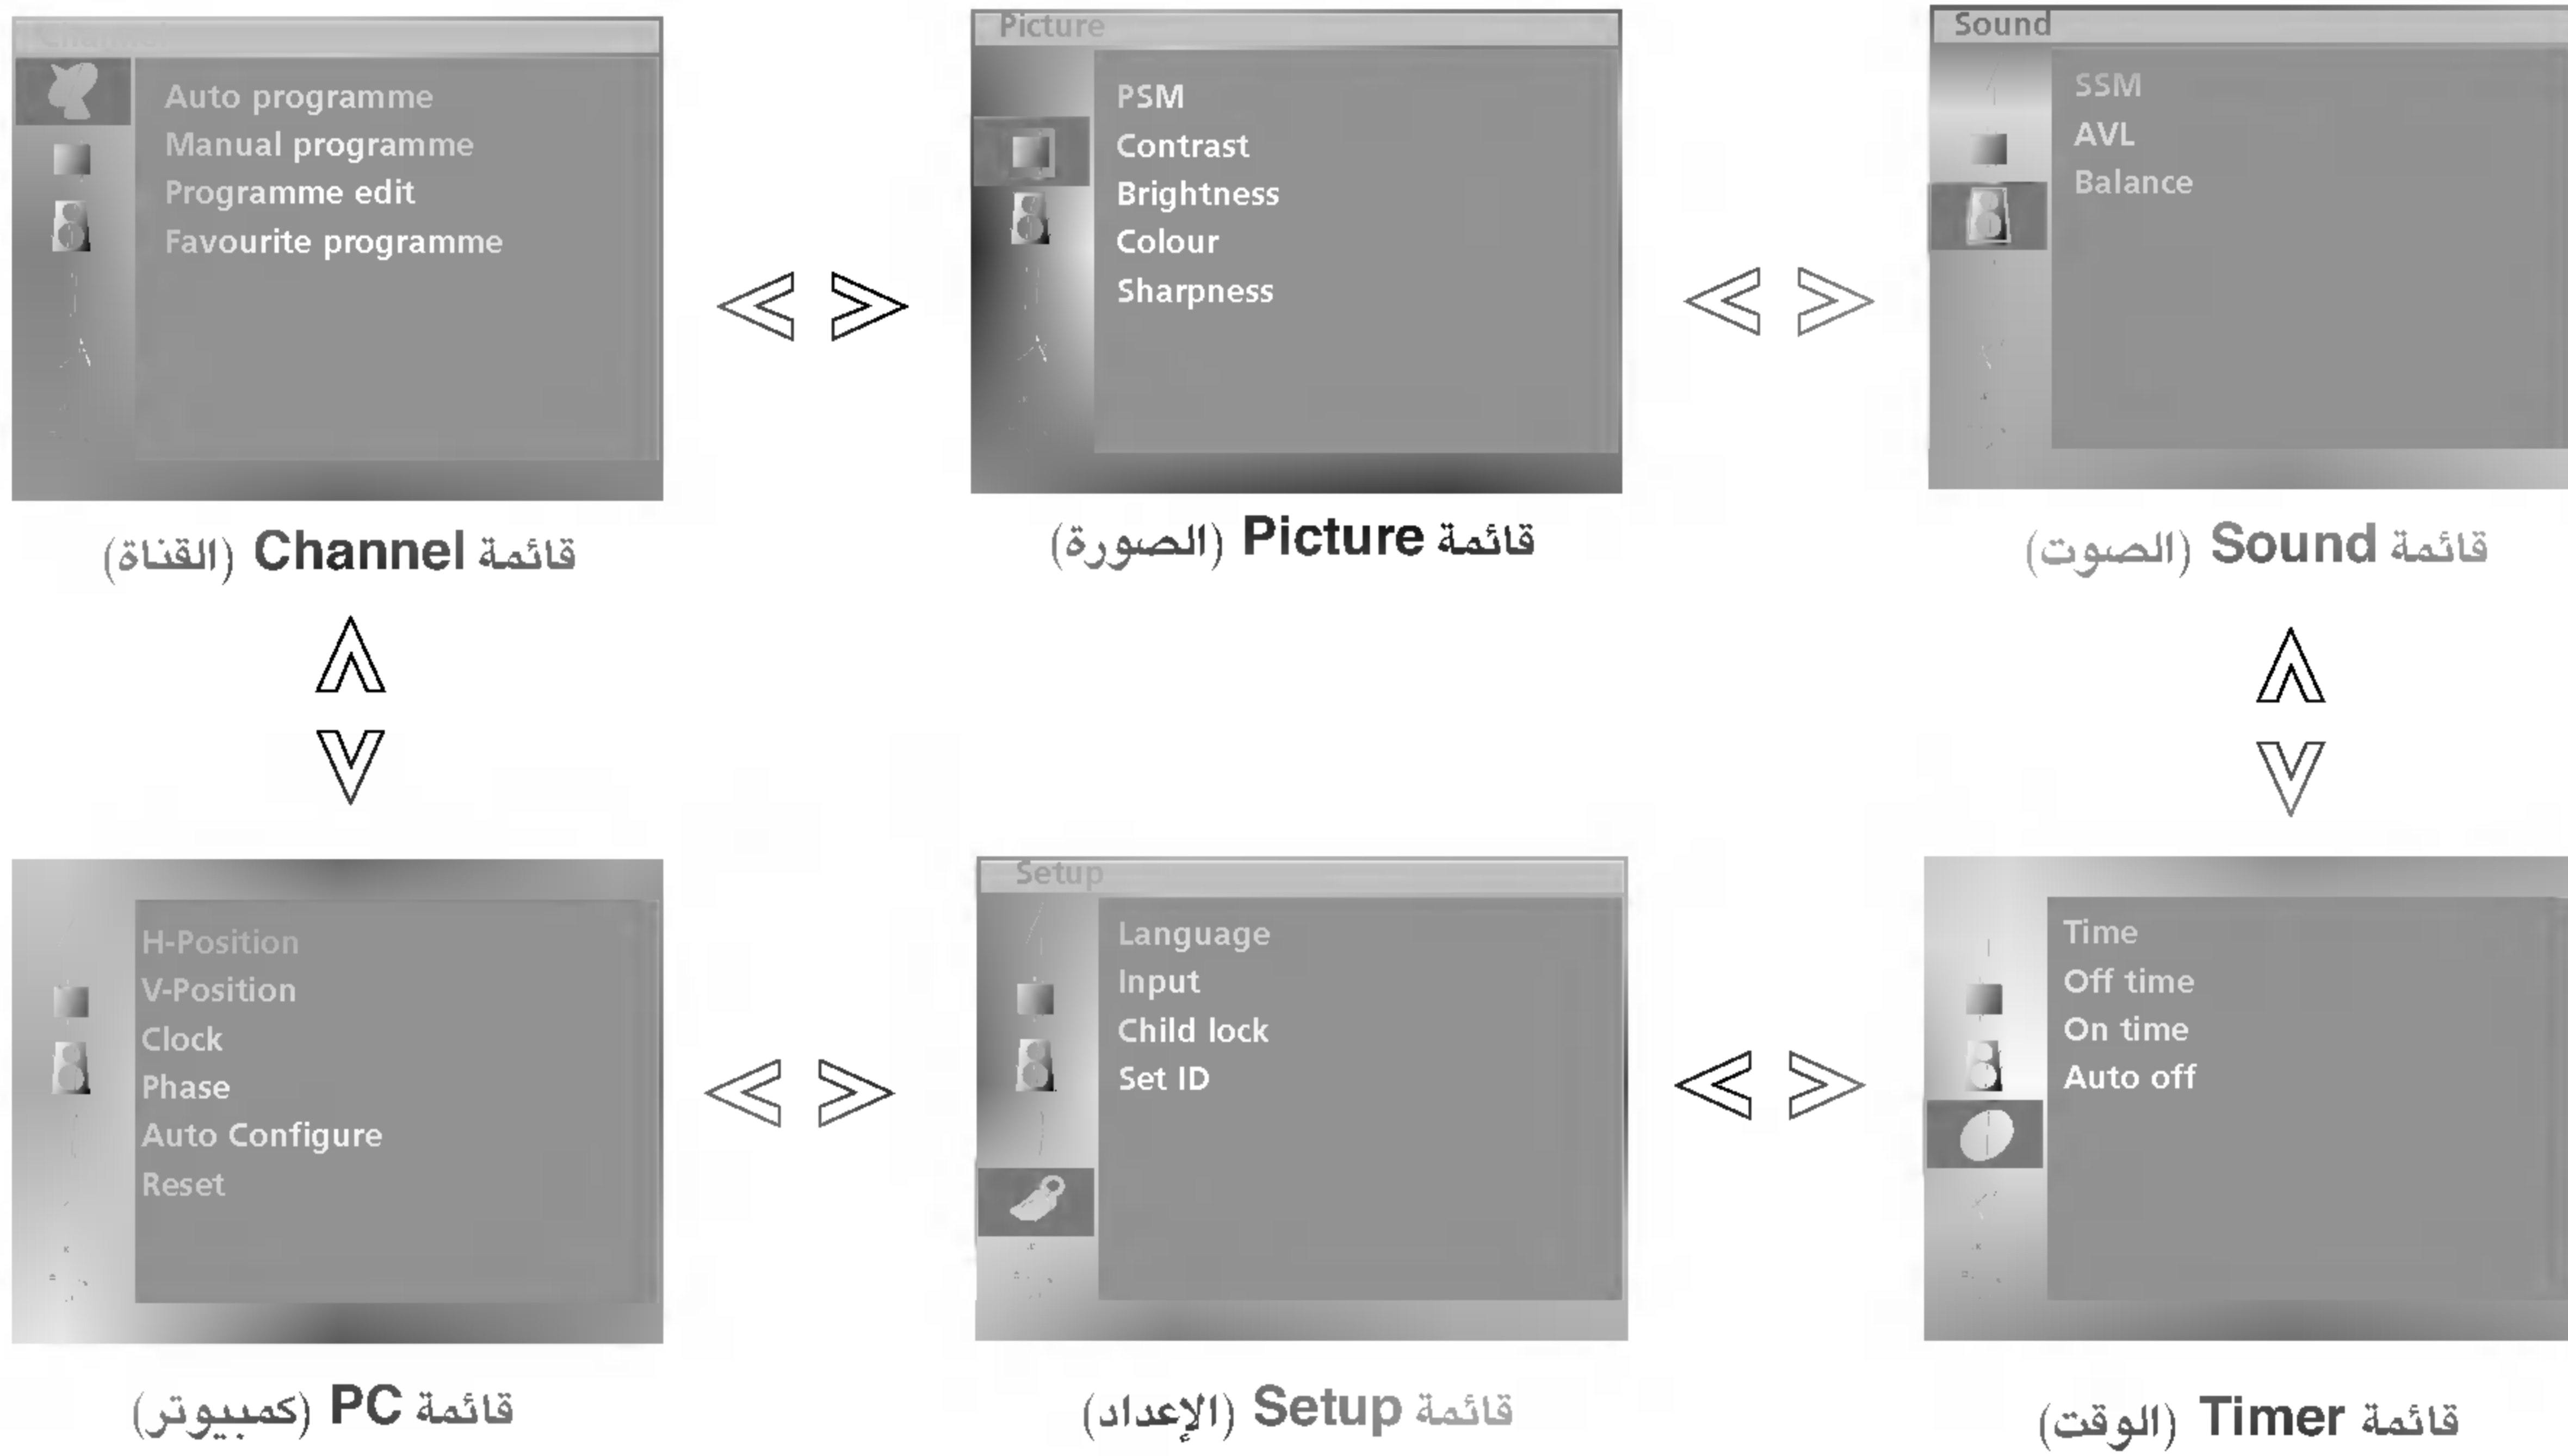 Channel
Auto programme
Manual programme
Programme edit
Favourite programme
قائمة Channel (القناة)
Picture
PSM
Contrast
Brightness
Colour
Sharpness
قائمة Picture (الصورة)
Sound
SSM
AVL
Balance
قائمة Sound (الصوت)
H-Position
V-Position
Clock
Phase
Auto Configure
Reset
قائمة PC (كمبيوتر)
Setup
Language
Input
Child lock
Set ID
قائمة Setup (الإعداد)
Time
Off time
On time
Auto off
قائمة Timer (الوقت)